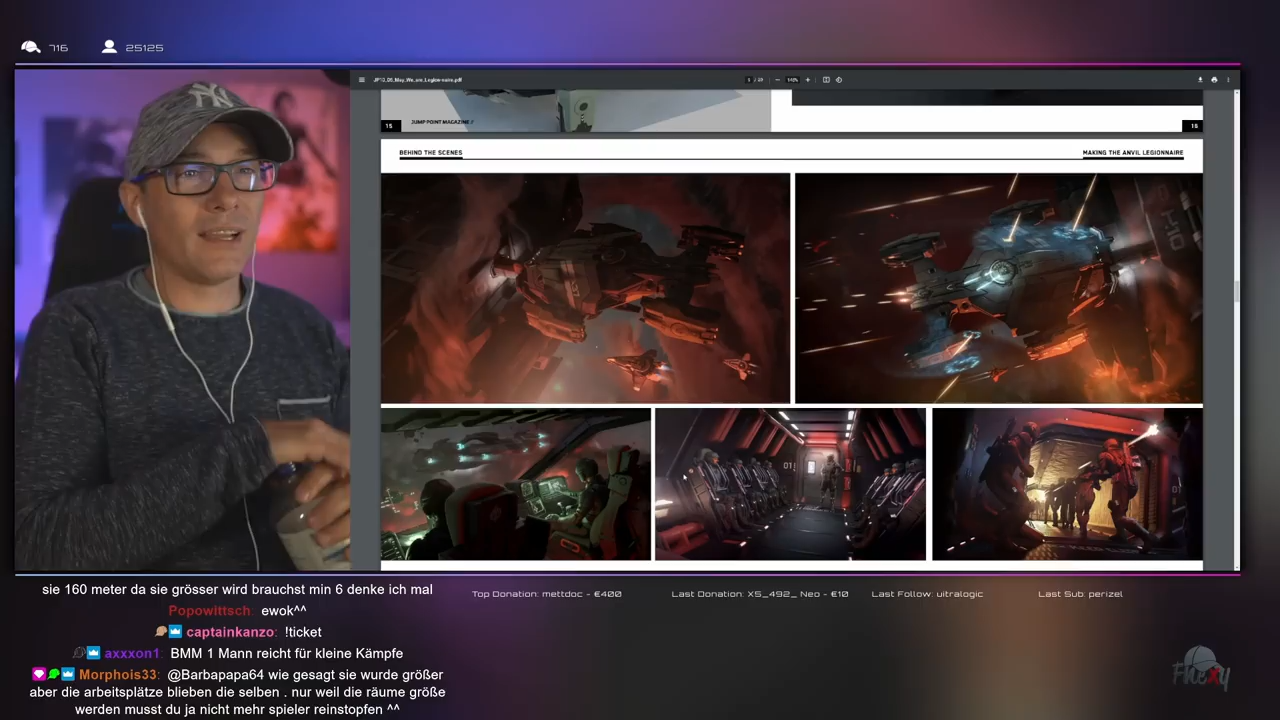 716
25125
JP13_05_May_We_are_Legion-naire.pdf
15
JUMP POINT MAGAZINE //
15
BEHIND THE SCENES
MAKING THE ANVIL LEGIONNAIRE
01
sie 160 meter da sie grösser wird brauchst min 6 denke ich mal
Popowittsch: ewok^^
captainkanzo: !ticket
axxxon1: BMM 1 Mann reicht für kleine Kämpfe
Morphois33: @Barbapapa64 wie gesagt sie wurde größer
aber die arbeitsplätze blieben die selben . nur weil die räume größe
werden musst du ja nicht mehr spieler reinstopfen ^^
Top Donation: mettdoc - €400
Last Donation: XS_492_ Neo - €10
Last Follow: uitralogic
Last Sub: perizel
Fhexy